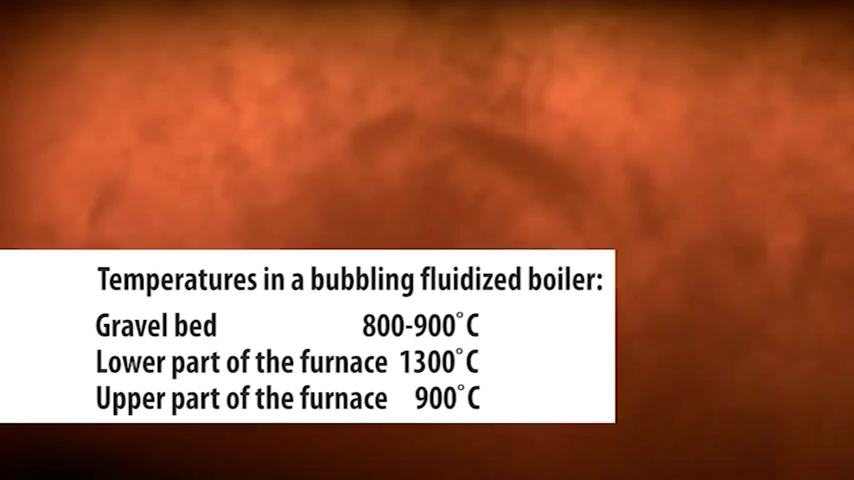 Temperatures in a bubbling fluidized boiler:
Gravel bed 800-900°C
Lower part of the furnace 1300°C
Upper part of the furnace 900°C